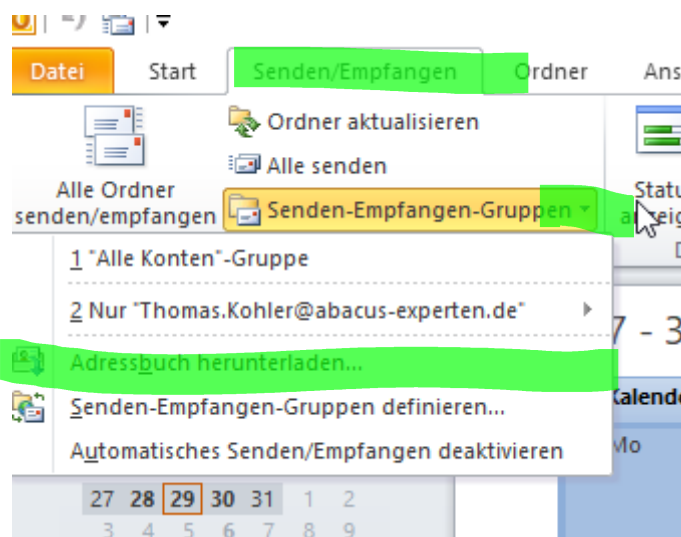 Datei Start Senden/Empfangen Ordner
Ordner aktualisieren
Alle senden
Alle Ordner
senden/empfangen
Senden-Empfangen-Gruppen
1 "Alle Konten"-Gruppe
2 Nur "Thomas.Kohler@abacus-experten.de"
7 - 3
Adressbuch herunterladen...
Senden-Empfangen-Gruppen definieren...
Automatisches Senden/Empfangen deaktivieren
Mo
27 28 29 30 31 1 2
3 4 5 6 7 8 9